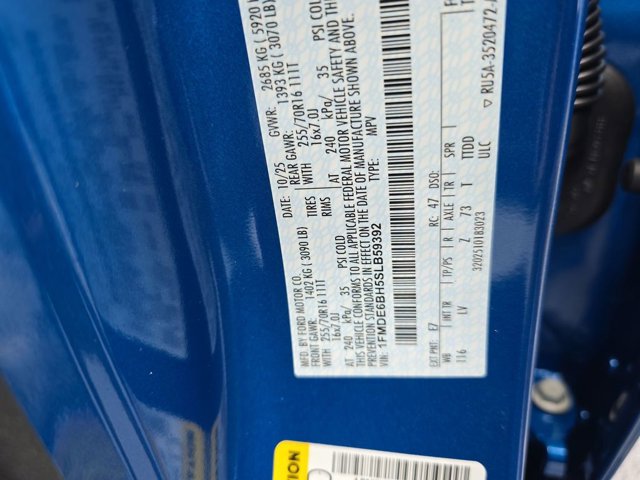 MFD. BY FORD MOTOR CO.
DATE: 10/25
GVWR: 2685 KG ( 5920
FRONT GAWR: 1402 KG ( 3090 LB)
REAR GAWR: 1393 KG ( 3070 LB)
WITH 255/70R16 111T TIRES
WITH 255/70R16 111T
16x7.0J RIMS
16x7.0J
AT 240 kPa/ 35 PSI COLD
AT 240 kPa/ 35 PSI COLD
THIS VEHICLE CONFORMS TO ALL APPLICABLE FEDERAL MOTOR VEHICLE SAFETY AND THEFT
PREVENTION STANDARDS IN EFFECT ON THE DATE OF MANUFACTURE SHOWN ABOVE.
VIN: 1FMDE6BH5SLB59392
TYPE: MPV
EXT PNT: E7 RC: 47 DSO:
WB INT TR TP/PS R AXLE TR SPR
116 LV Z 73 T TTDD
ULC
3202510183023
▽ RU5A-3520472-
TION